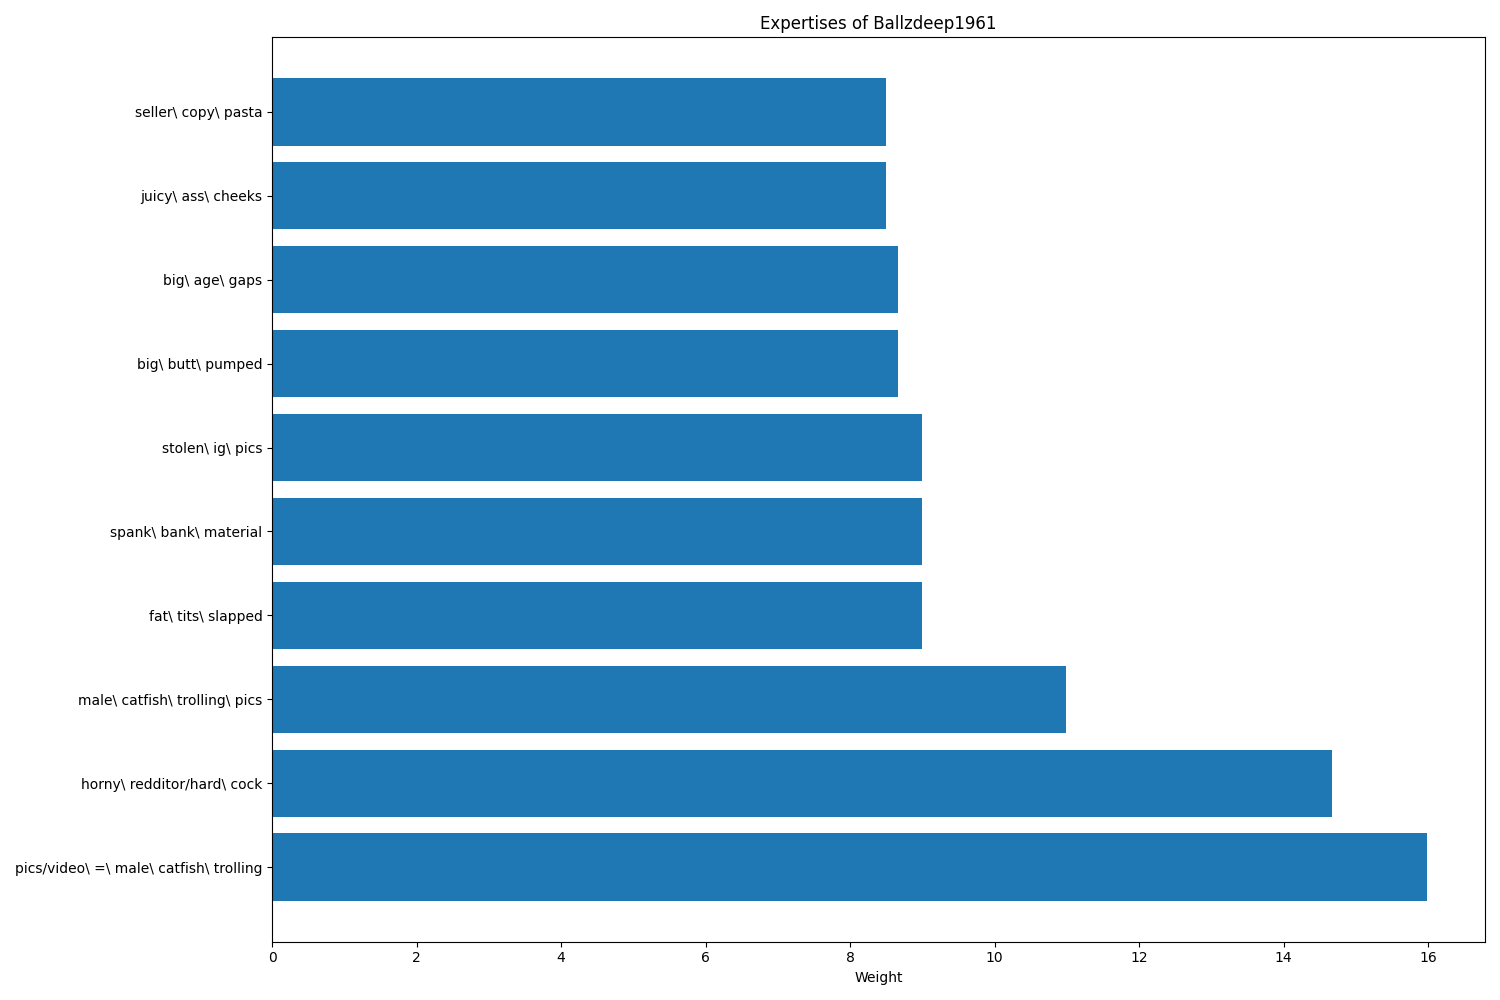 Expertises of Ballzdeep1961
seller\ copy\ pasta
juicy\ ass\ cheeks
big\ age\ gaps
big\ butt\ pumped
stolen\ ig\ pics
spank\ bank\ material
fat\ tits\ slapped
male\ catfish\ trolling\ pics
horny\ redditor/hard\ cock
pics/video\ =\ male\ catfish\ trolling
0 2 4 6 8 10 12 14 16
Weight